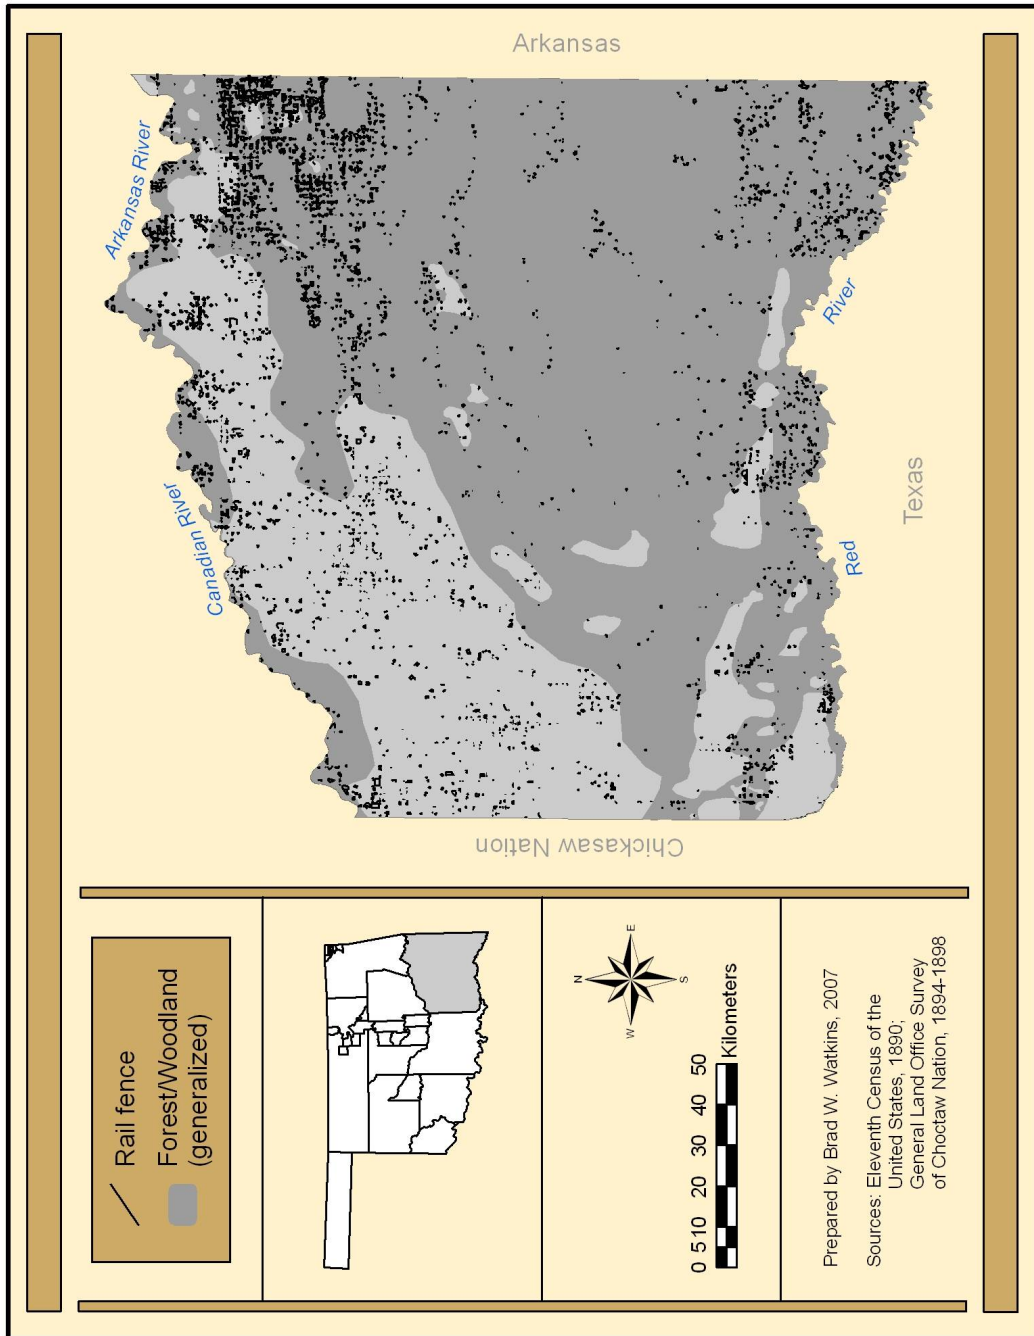 Arkansas
Arkansas River
Canadian River
River
Red
Texas
Chickasaw Nation
Rail fence
Forest/Woodland
(generalized)
N
E
S
W
0 5 10 20 30 40 50
Kilometers
Prepared by Brad W. Watkins, 2007
Sources: Eleventh Census of the
United States, 1890;
General Land Office Survey
of Choctaw Nation, 1894-1898